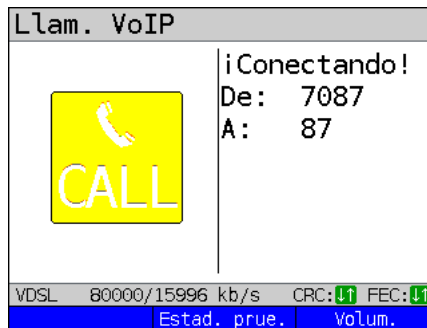 Llam. VoIP
¡Conectando!
De: 7087
A: 87
CALL
VDSL 80000/15996 kb/s CRC:↓↑ FEC:↓↑
Estad. prue. Volum.